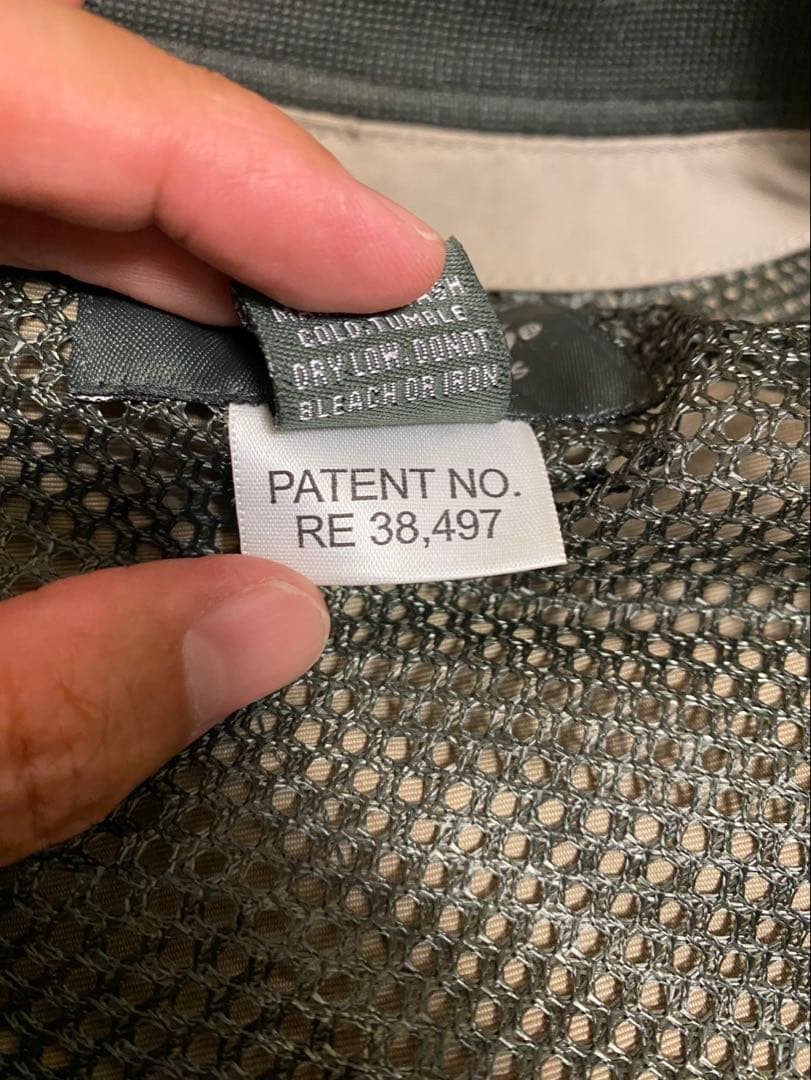 COLD. TUMBLE
DRY LOW. DO NOT
BLEACH OR IRON
PATENT NO.
RE 38,497